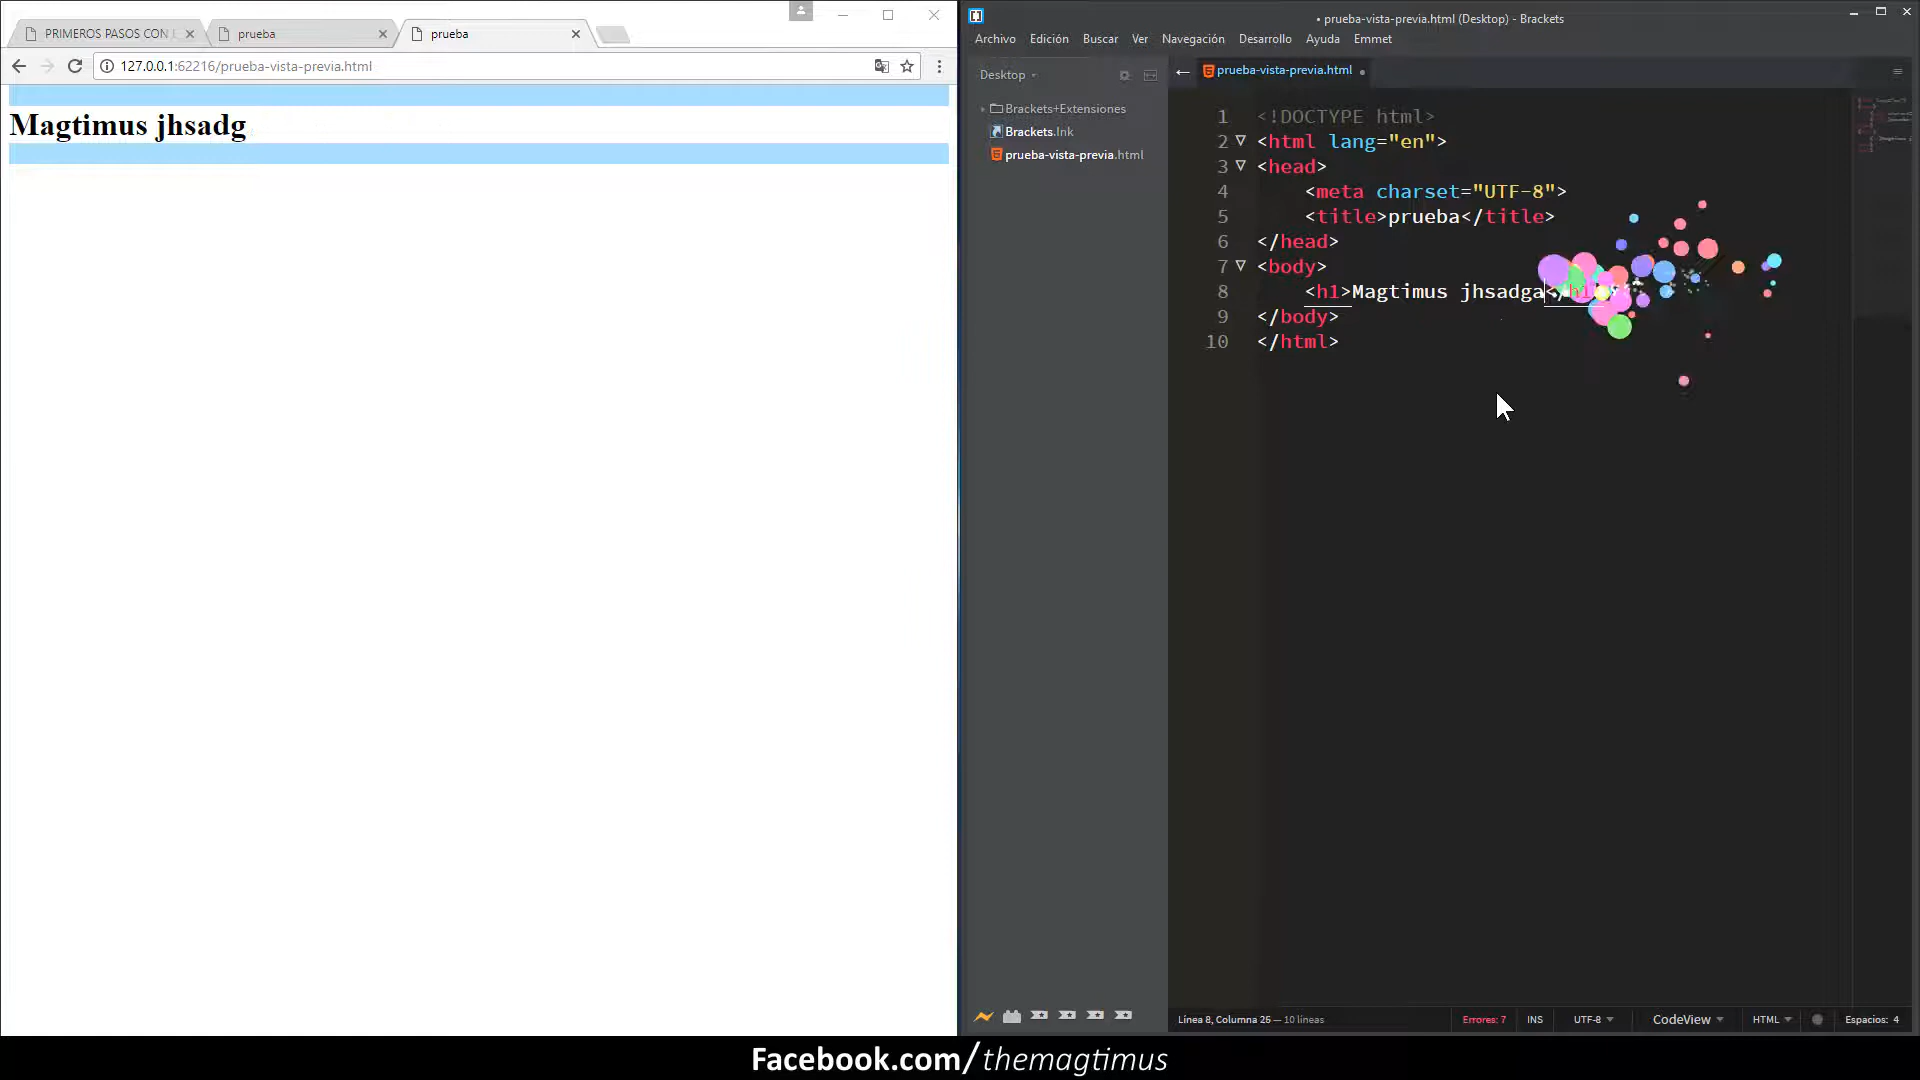 PRIMEROS PASOS CON
prueba
prueba
127.0.0.1:62216/prueba-vista-previa.html
Magtimus jhsadg
• prueba-vista-previa.html (Desktop) - Brackets
Archivo Edición Buscar Ver Navegación Desarrollo Ayuda Emmet
Desktop
Brackets+Extensiones
Brackets.lnk
prueba-vista-previa.html
prueba-vista-previa.html
1 <!DOCTYPE html>
2 <html lang="en">
3 <head>
4 <meta charset="UTF-8">
5 <title>prueba</title>
6 </head>
7 <body>
8 <h1>Magtimus jhsadga</h1
9 </body>
10 </html>
Línea 8, Columna 26 — 10 líneas
Errores: 7 INS UTF-8 CodeView HTML Espacios: 4
Facebook.com/themagtimus